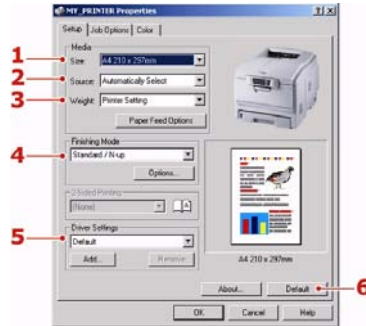 MY_PRINTER Properties
Setup Job Options Color
Media
1 Size: A4 210 x 297mm
2 Source: Automatically Select
3 Weight: Printer Setting
Paper Feed Options
Finishing Mode
4 Standard / N-up
Options...
2-Sided Printing
(None)
Driver Settings
5 Default
Add... Remove
A4 210 x 297mm
About... Default 6
OK Cancel Help